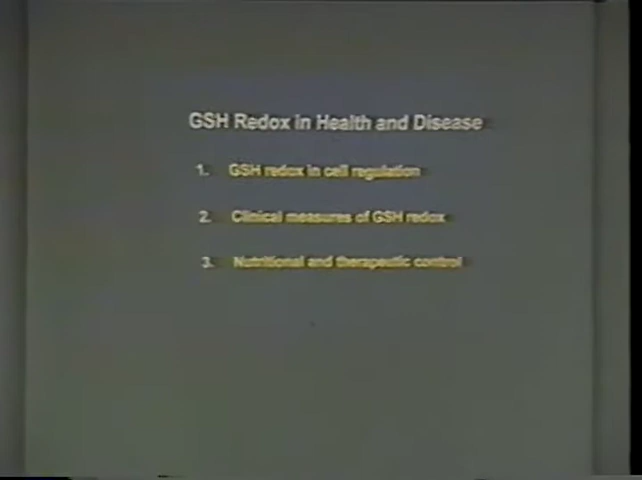 GSH Redox in Health and Disease
1. GSH redox in cell regulation
2. Clinical measures of GSH redox
3. Nutritional and therapeutic control